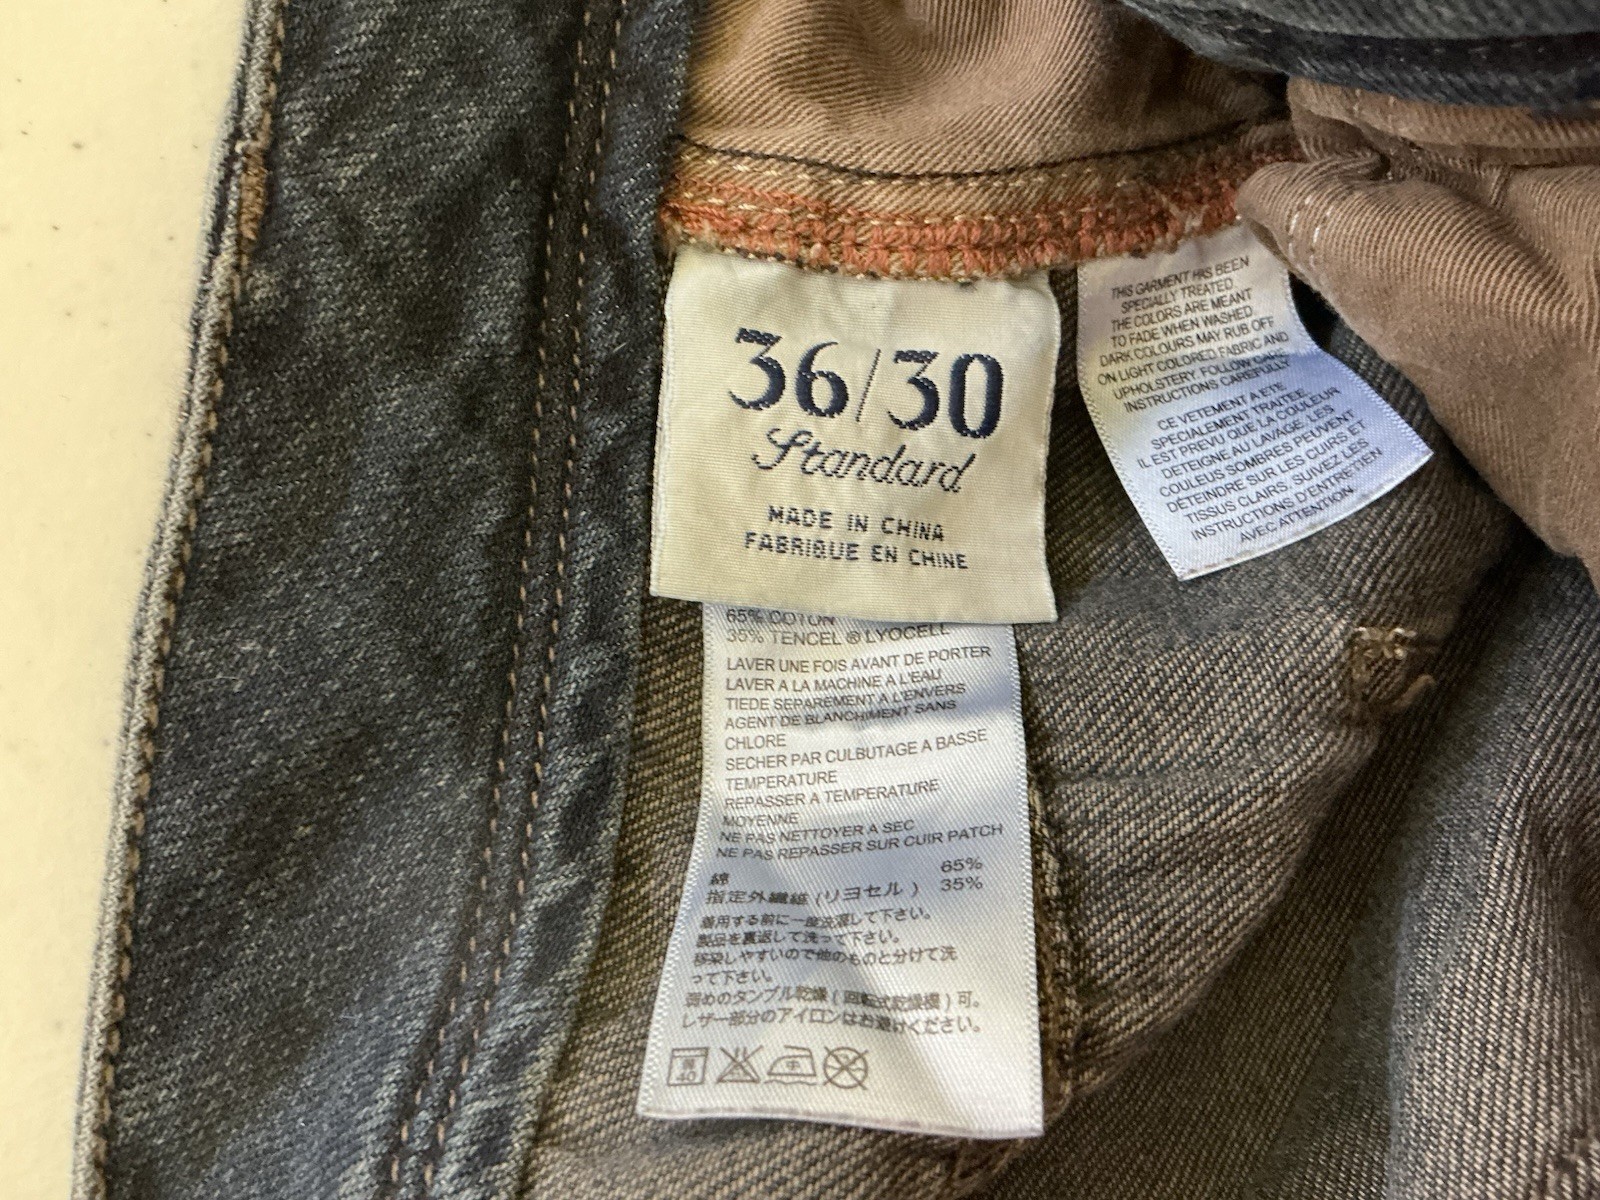 36/30
Standard
MADE IN CHINA
FABRIQUE EN CHINE
65% COTON
35% TENCEL ® LYOCELL
LAVER UNE FOIS AVANT DE PORTER
LAVER A LA MACHINE A L'EAU
TIEDE SEPAREMENT A L'ENVERS
AGENT DE BLANCHIMENT SANS
CHLORE
SECHER PAR CULBUTAGE A BASSE
TEMPERATURE
REPASSER A TEMPERATURE
MOYENNE
NE PAS NETTOYER A SEC
NE PAS REPASSER SUR CUIR PATCH
綿 65%
指定外繊維 (リヨセル) 35%
着用する前に一度洗濯して下さい。
製品を裏返して洗って下さい。
移染しやすいので他のものと分けて洗
って下さい。
弱めのタンブル乾燥 (回転式乾燥機) 可。
レザー部分のアイロンはお避けください。
40 中
THIS GARMENT HAS BEEN
SPECIALLY TREATED
THE COLORS ARE MEANT
TO FADE WHEN WASHED.
DARK COLOURS MAY RUB OFF
ON LIGHT COLORED FABRIC AND
UPHOLSTERY. FOLLOW CARE
INSTRUCTIONS CAREFULLY
CE VETEMENT A ETE
SPECIALEMENT TRAITEE.
IL EST PREVU QUE LA COULEUR
DETEIGNE AU LAVAGE. LES
COULEUS SOMBRES PEUVENT
DÉTEINDRE SUR LES CUIRS ET
TISSUS CLAIRS, SUIVEZ LES
INSTRUCTIONS D'ENTRETIEN
AVEC ATTENTION.